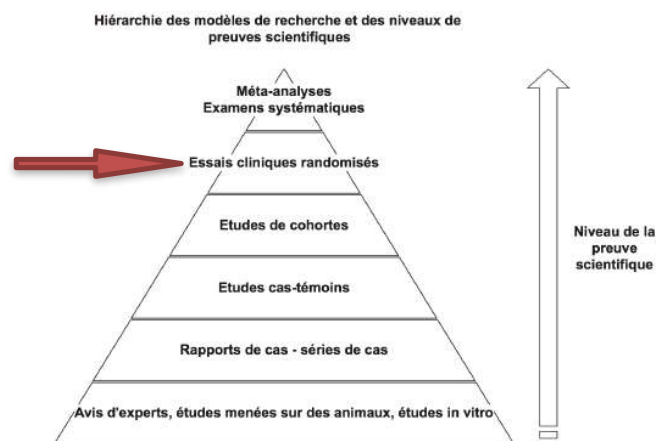 Hiérarchie des modèles de recherche et des niveaux de
preuves scientifiques
Méta-analyses
Examens systématiques
Essais cliniques randomisés
Etudes de cohortes
Etudes cas-témoins
Rapports de cas - séries de cas
Avis d'experts, études menées sur des animaux, études in vitro
Niveau de la
preuve
scientifique